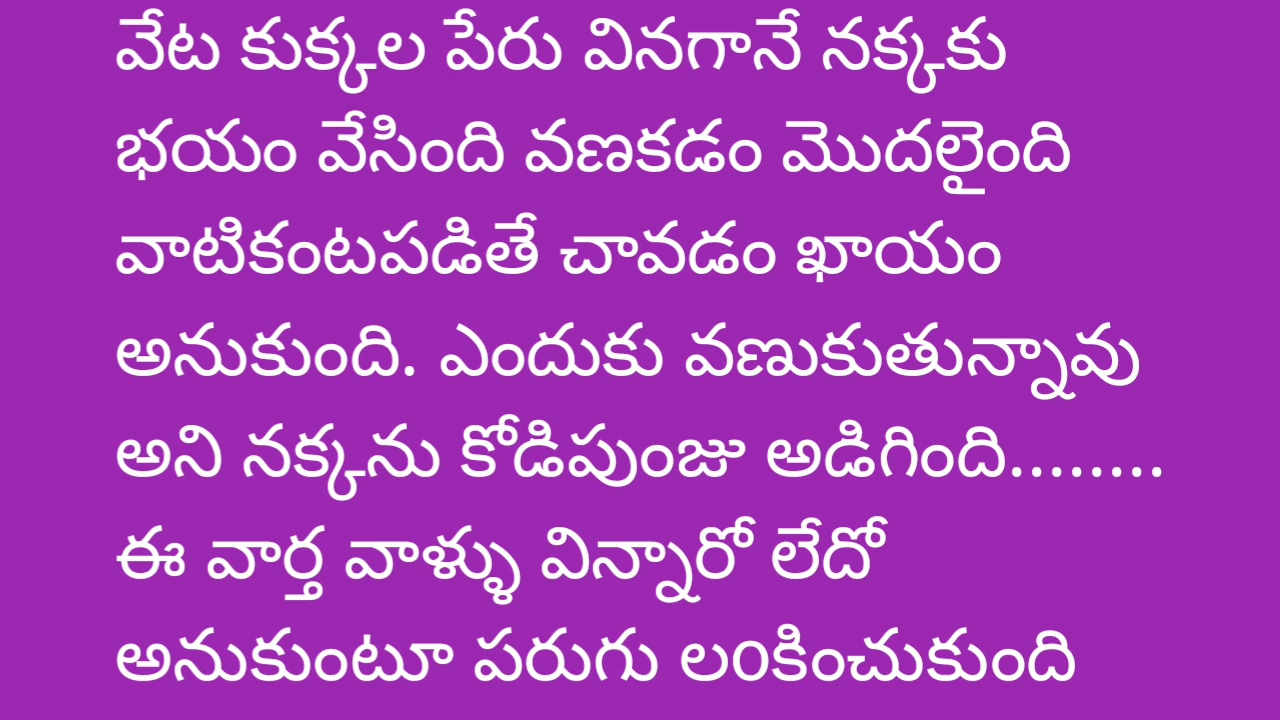 వేట కుక్కల పేరు వినగానే నక్కకు
భయం వేసింది వణకడం మొదలైంది
వాటికంటపడితే చావడం ఖాయం
అనుకుంది. ఎందుకు వణుకుతున్నావు
అని నక్కను కోడిపుంజు అడిగింది........
ఈ వార్త వాళ్ళు విన్నారో లేదో
అనుకుంటూ పరుగు లంకించుకుంది